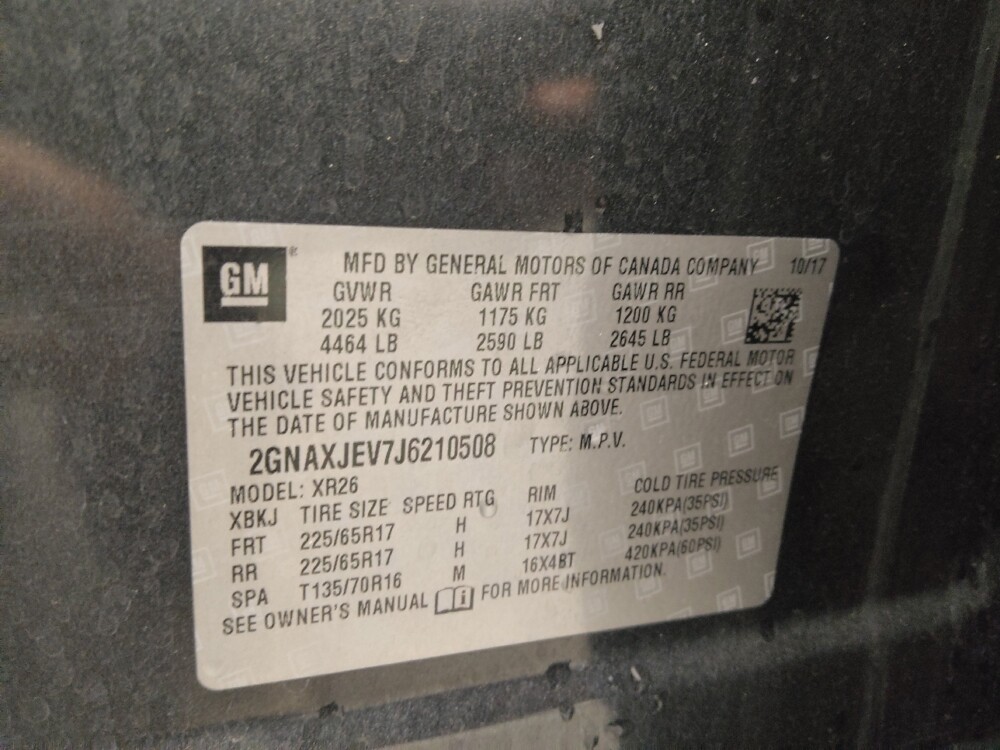 GM ® MFD BY GENERAL MOTORS OF CANADA COMPANY 10/17
GVWR GAWR FRT GAWR RR
2025 KG 1175 KG 1200 KG
4464 LB 2590 LB 2645 LB
THIS VEHICLE CONFORMS TO ALL APPLICABLE U.S. FEDERAL MOTOR
VEHICLE SAFETY AND THEFT PREVENTION STANDARDS IN EFFECT ON
THE DATE OF MANUFACTURE SHOWN ABOVE.
2GNAXJEV7J6210508 TYPE: M.P.V.
MODEL: XR26
XBKJ TIRE SIZE SPEED RTG RIM COLD TIRE PRESSURE
FRT 225/65R17 H 17X7J 240KPA(35PSI)
RR 225/65R17 H 17X7J 240KPA(35PSI)
SPA T135/70R16 M 16X4BT 420KPA(60PSI)
SEE OWNER'S MANUAL i FOR MORE INFORMATION.